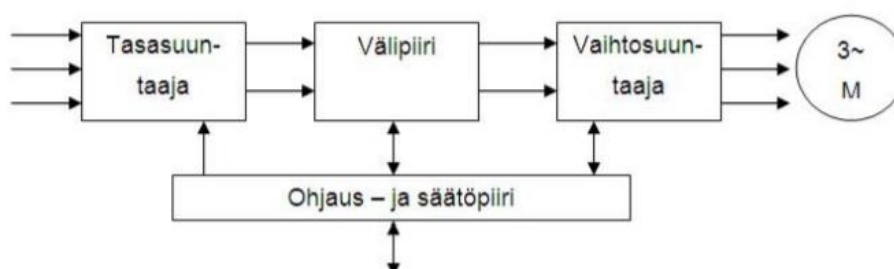 Tasasuun-
taaja
Välipiiri
Vaihtosuun-
taaja
3~
M
Ohjaus – ja säätöpiiri